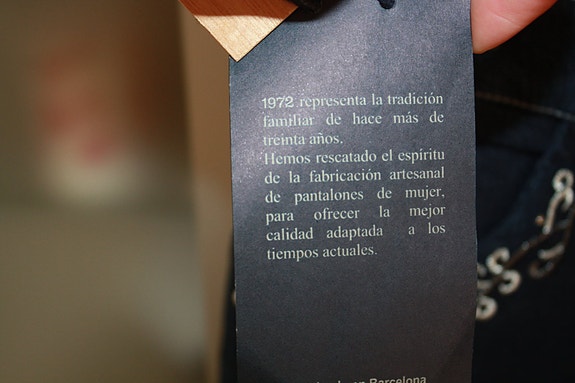 1972 representa la tradición
familiar de hace más de
treinta años.
Hemos rescatado el espíritu
de la fabricación artesanal
de pantalones de mujer,
para ofrecer la mejor
calidad adaptada a los
tiempos actuales.
en Barcelona